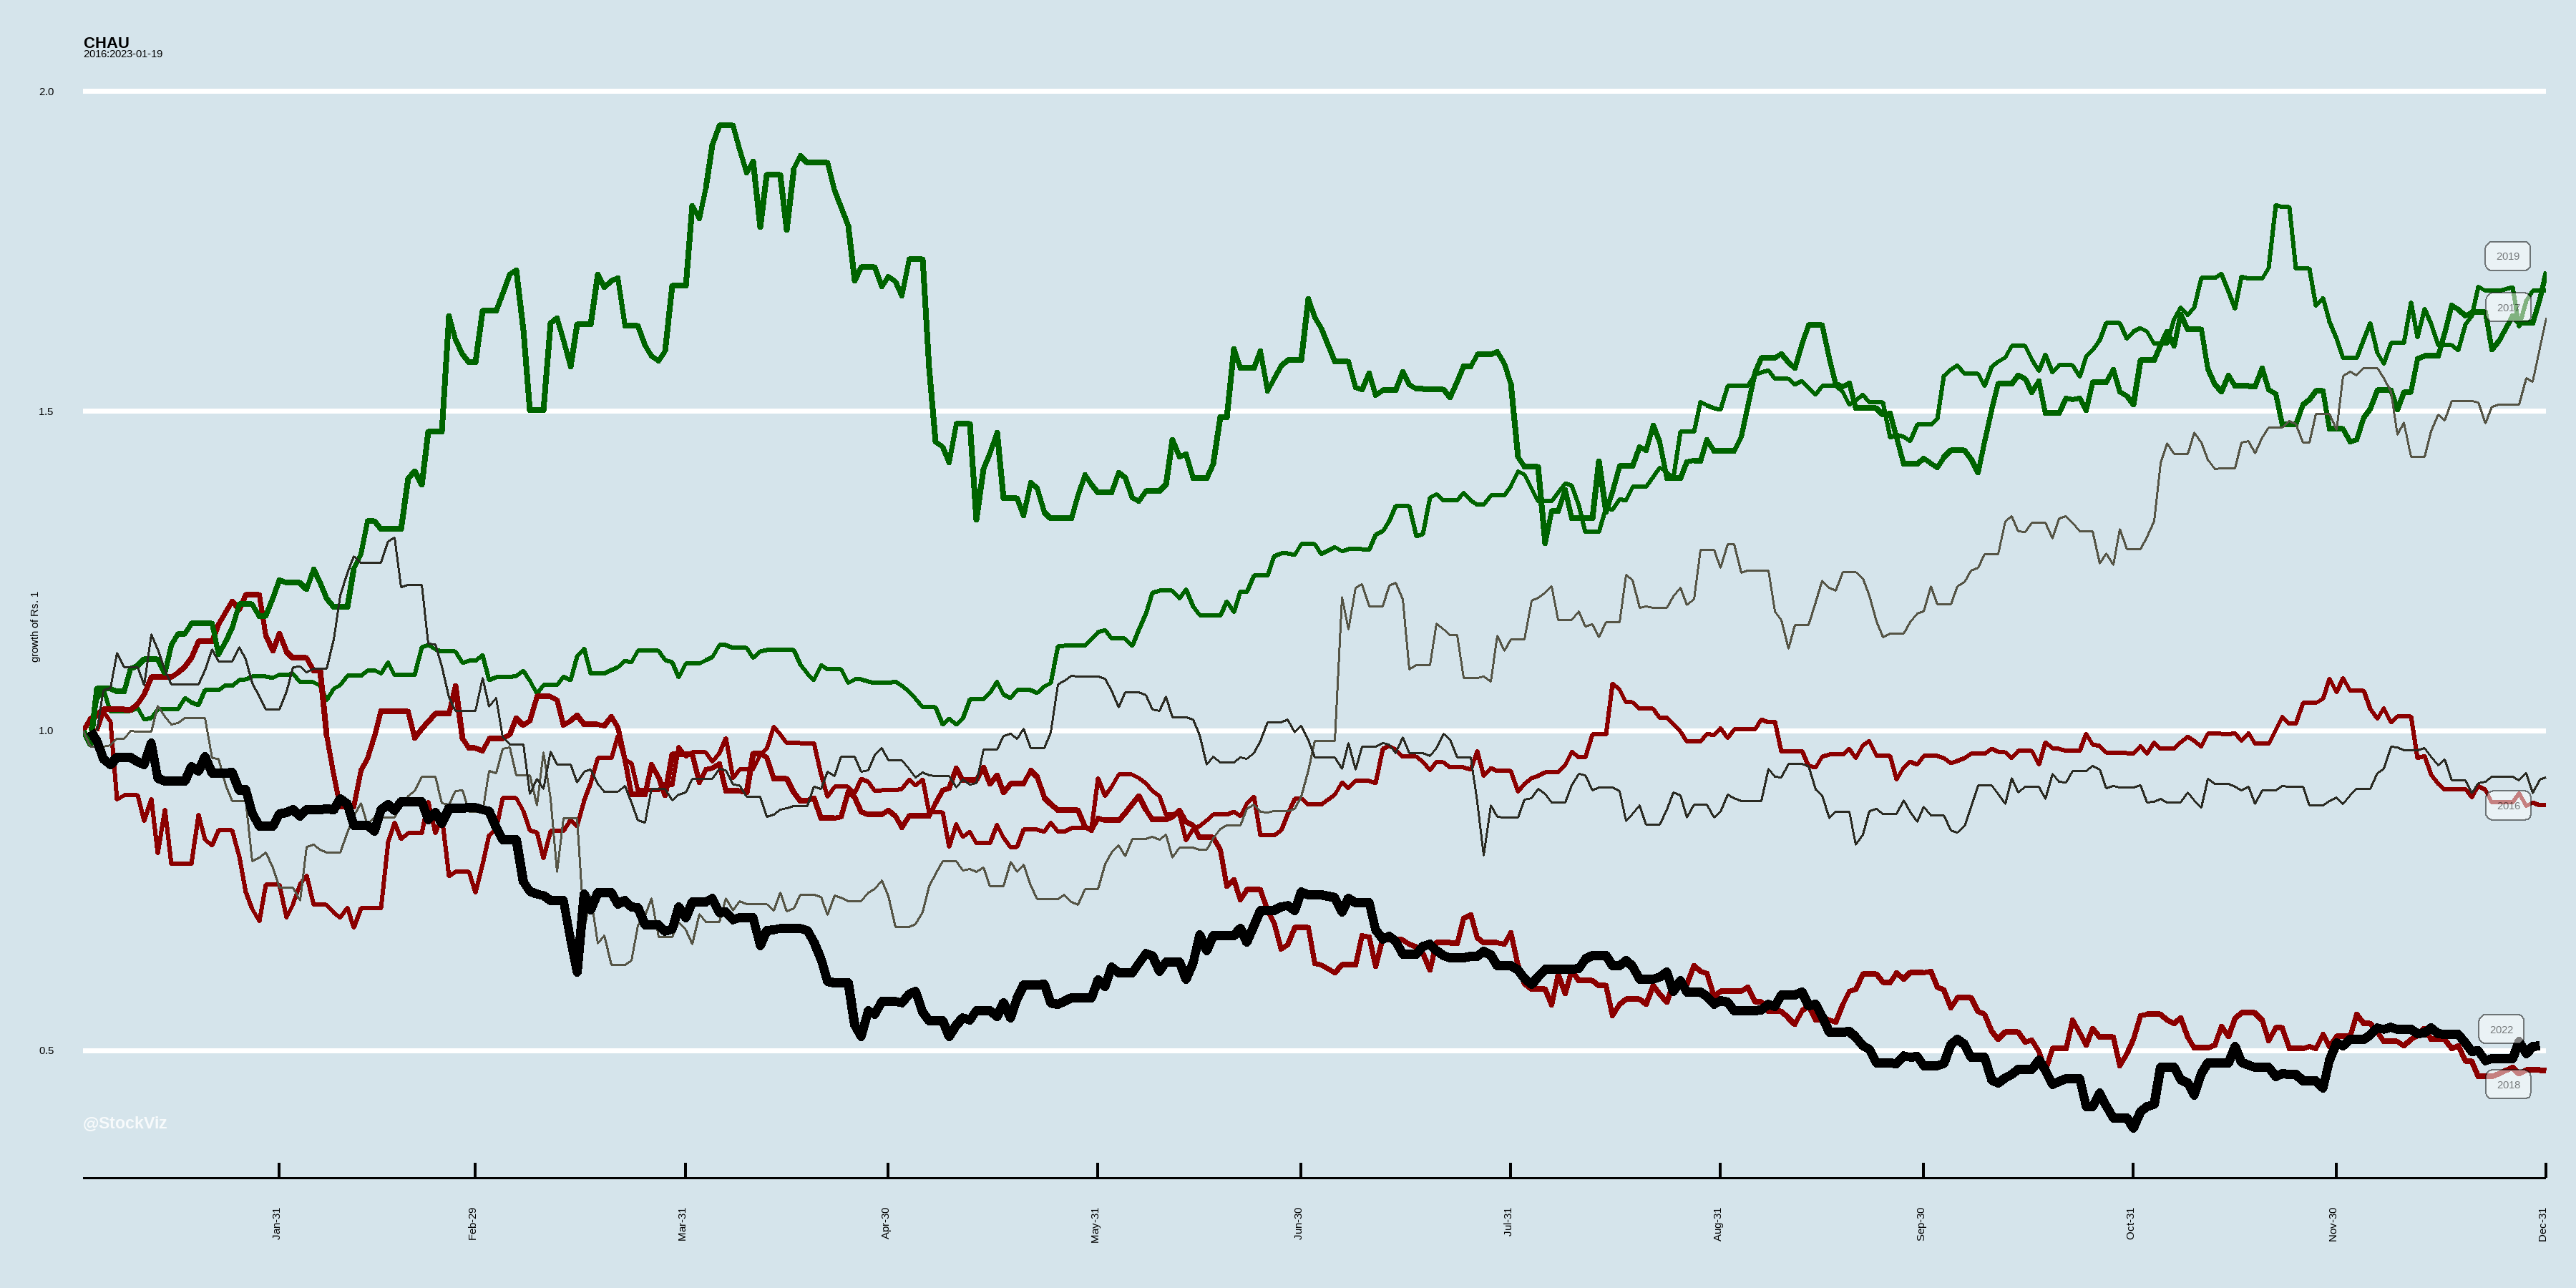 CHAU
2016:2023-01-19
2.0
1.5
1.0
0.5
growth of Rs. 1
2019
2017
2016
2022
2018
@StockViz
Jan-31
Feb-29
Mar-31
Apr-30
May-31
Jun-30
Jul-31
Aug-31
Sep-30
Oct-31
Nov-30
Dec-31